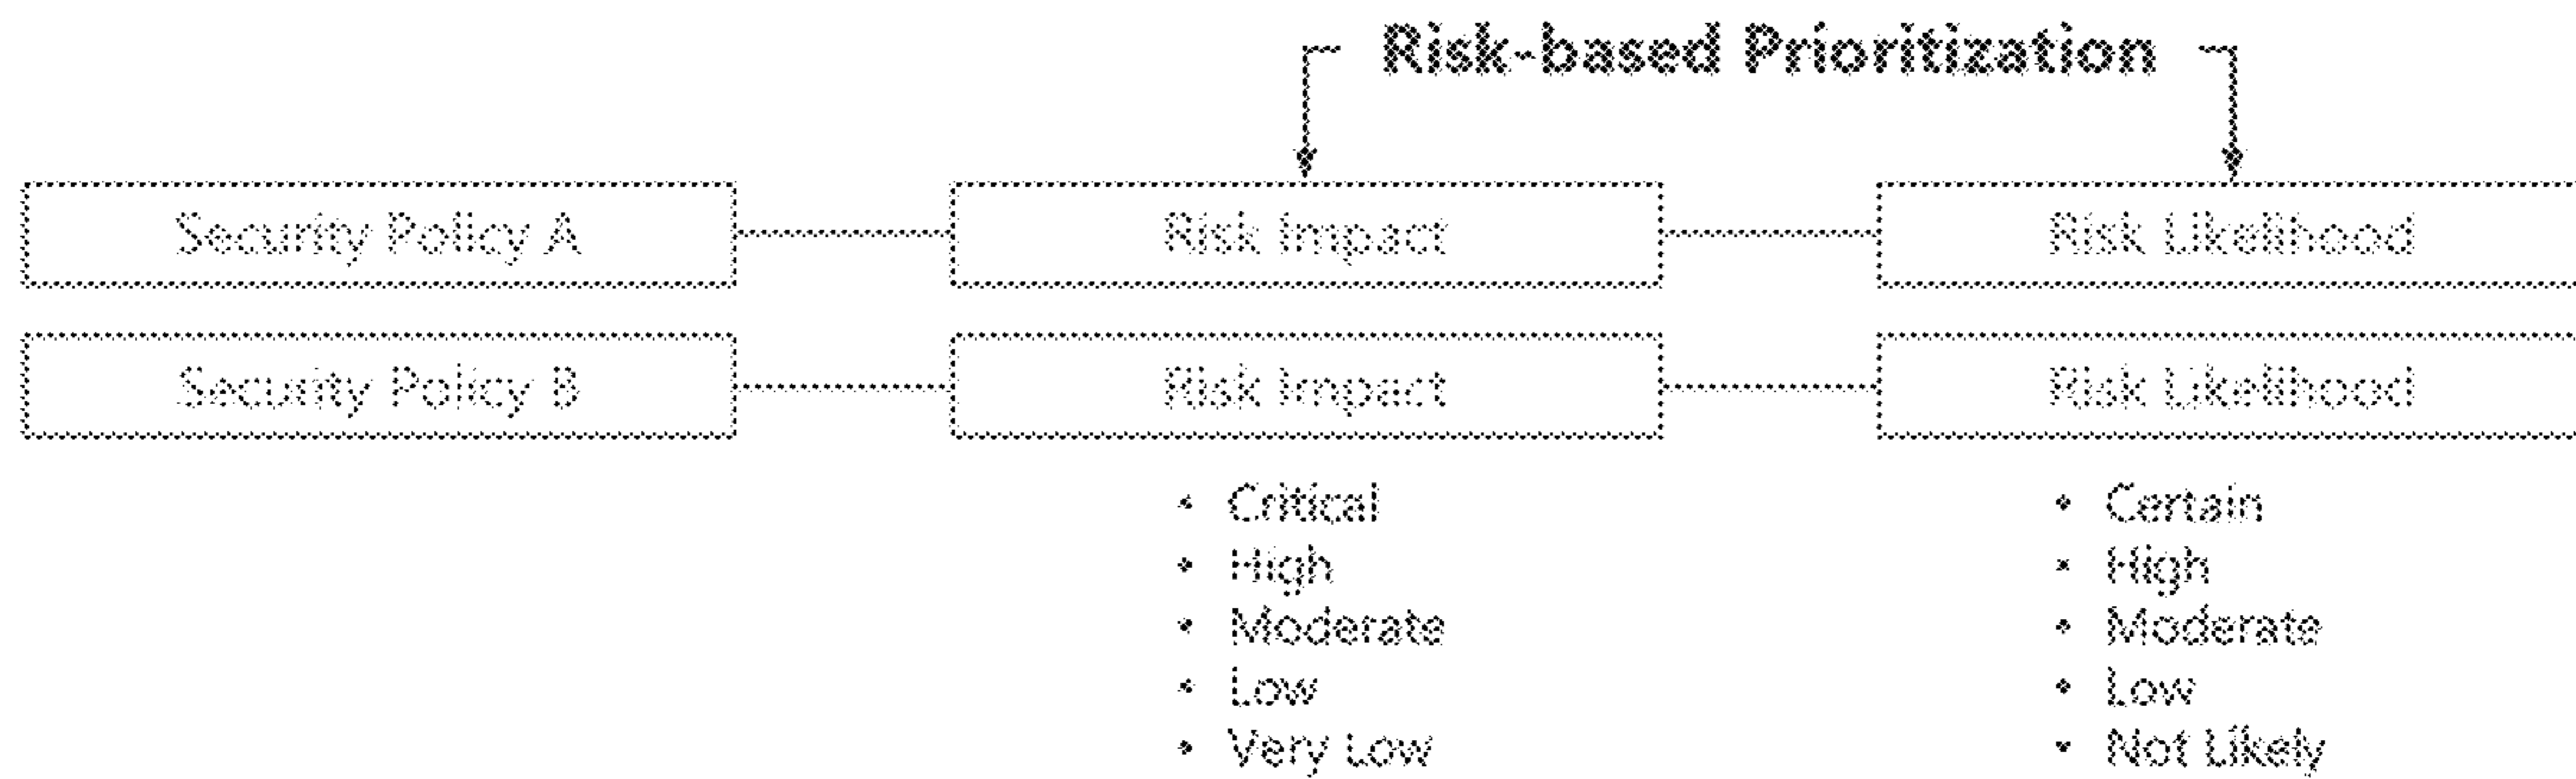 Risk-based Prioritization
Security Policy A Risk Impact Risk Likelihood
Security Policy B Risk Impact Risk Likelihood
• Critical • Certain
• High • High
• Moderate • Moderate
• Low • Low
• Very Low • Not Likely